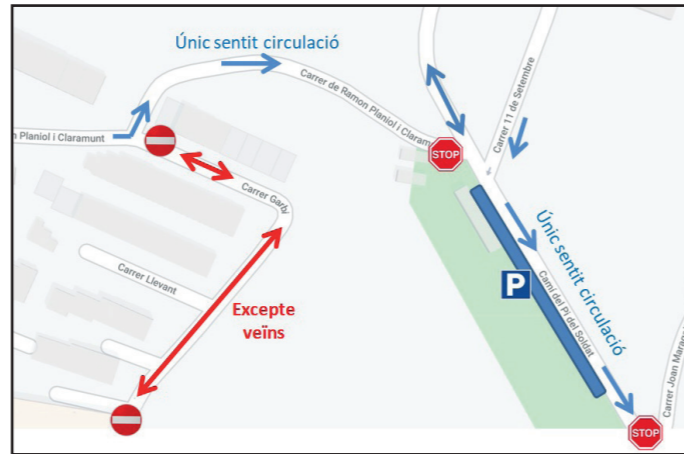 Únic sentit circulació
Carrer de Ramon Planiol i Claram
n Planiol i Claramunt
STOP
Carrer 11 de Setembre
Carrer Garbí
Carrer Llevant
Excepte
veïns
P
Únic sentit circulació
Camí del Pi del Soldat
Carrer Joan Maraga
STOP